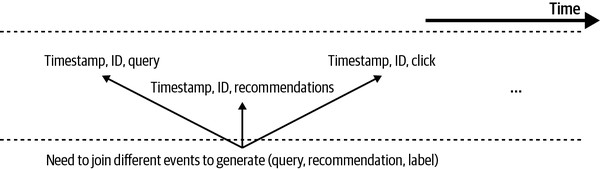 Time
Timestamp, ID, query
Timestamp, ID, click
Timestamp, ID, recommendations
...
Need to join different events to generate (query, recommendation, label)